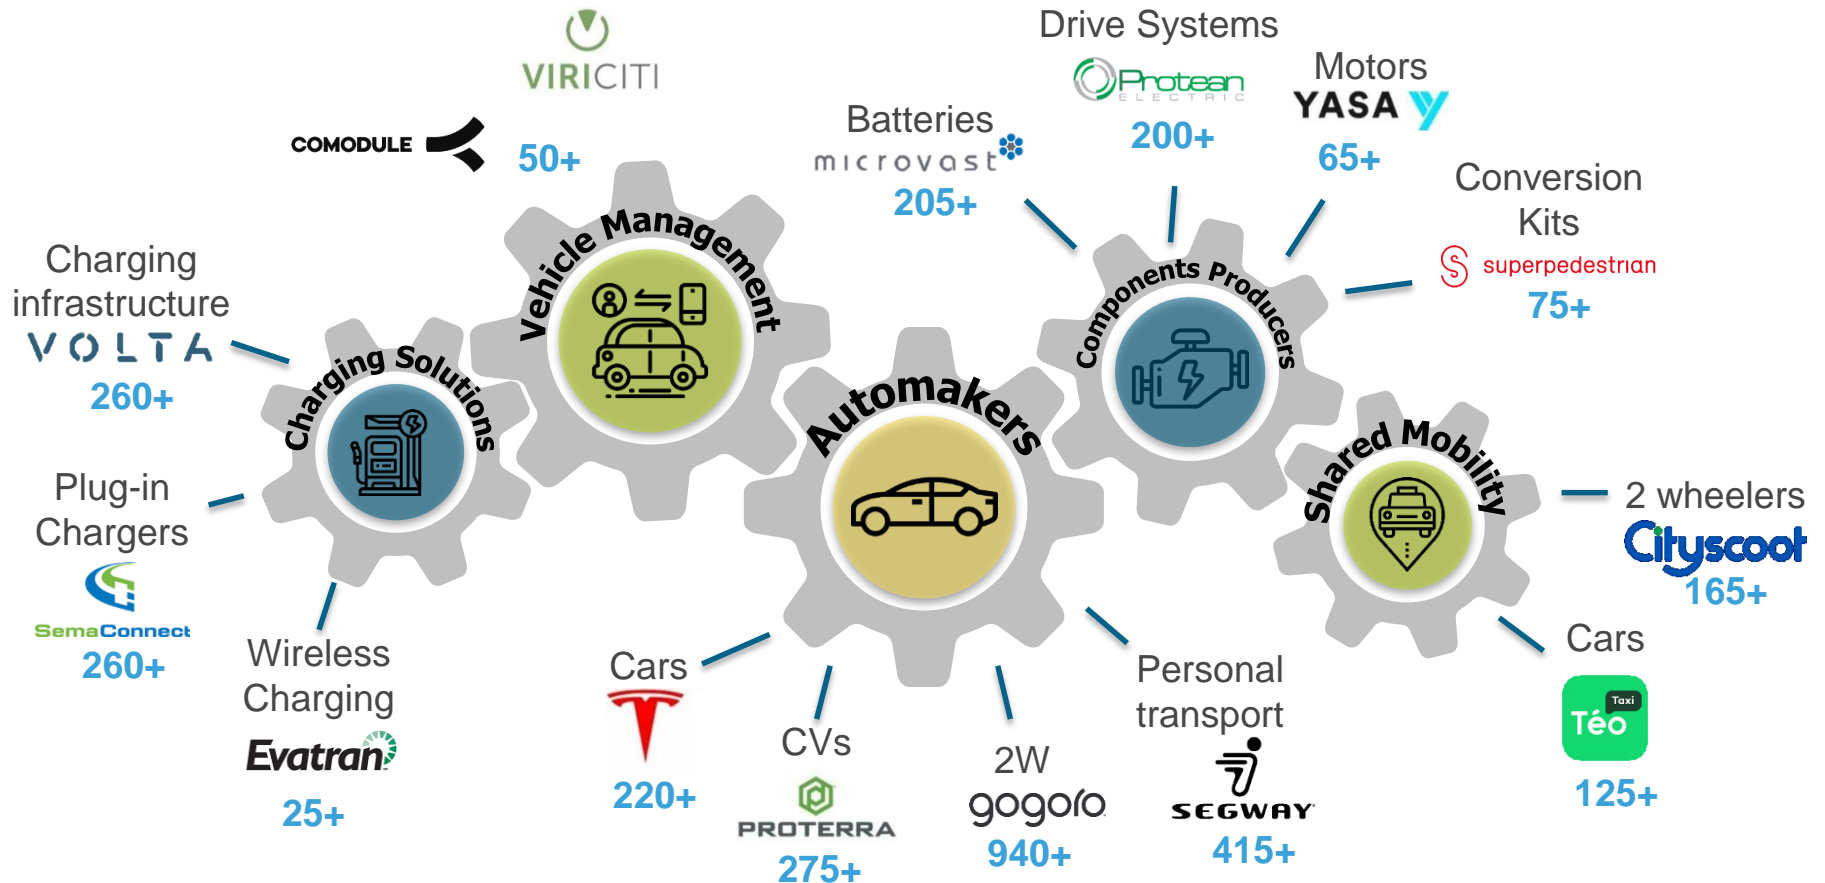 VIRICITI
COMODULE
50+
Vehicle Management
Charging
infrastructure
VOLTA
260+
Charging Solutions
Plug-in
Chargers
SemaConnect
260+
Wireless
Charging
Evatran
25+
Automakers
Cars
220+
CVs
PROTERRA
275+
2W
gogoro
940+
Personal
transport
SEGWAY
415+
Components Producers
Batteries
microvast
205+
Drive Systems
Protean
ELECTRIC
200+
Motors
YASA
65+
Conversion
Kits
superpedestrian
75+
Shared Mobility
2 wheelers
Cityscoot
165+
Cars
Taxi
Téo
125+